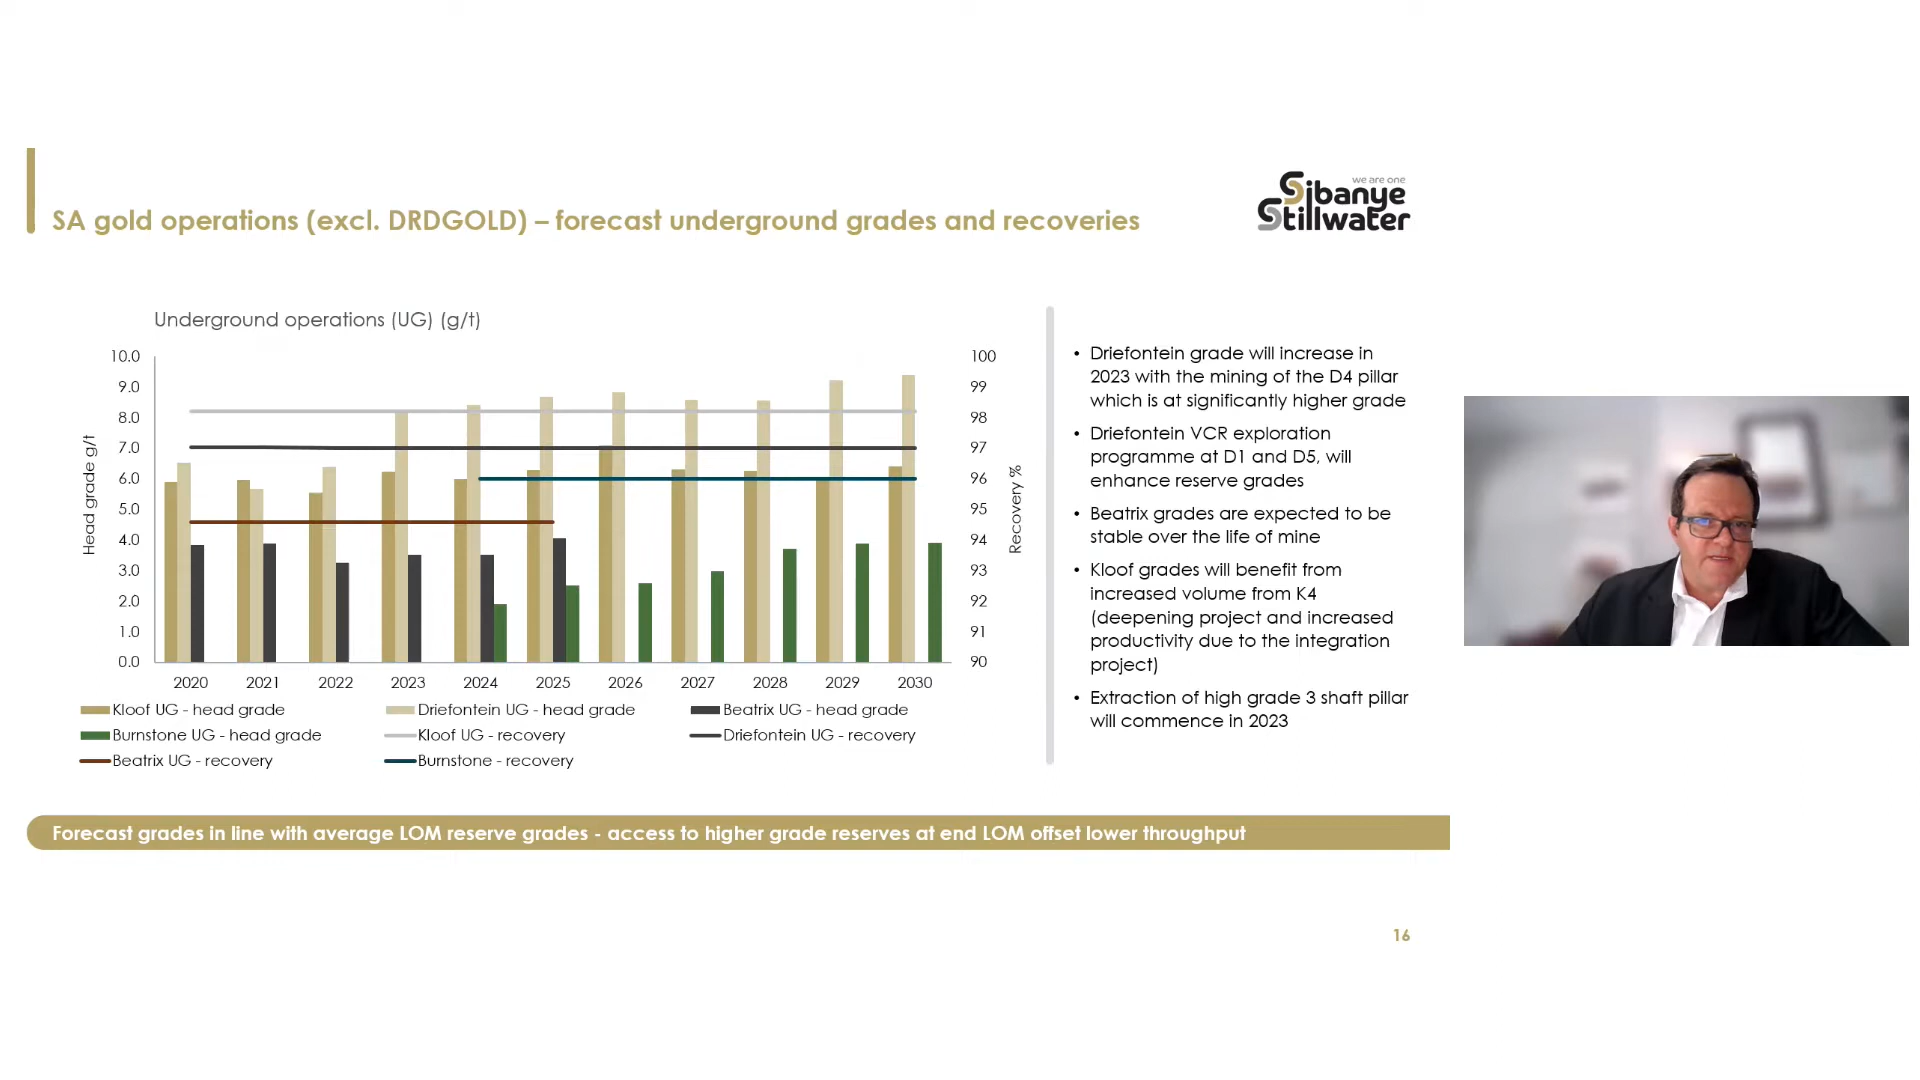 we are one
Sibanye
Stillwater
SA gold operations (excl. DRDGOLD) – forecast underground grades and recoveries
Underground operations (UG) (g/t)
10.0
9.0
8.0
7.0
6.0
5.0
4.0
3.0
2.0
1.0
0.0
Head grade g/t
100
99
98
97
96
95
94
93
92
91
90
Recovery %
2020 2021 2022 2023 2024 2025 2026 2027 2028 2029 2030
Kloof UG - head grade Driefontein UG - head grade Beatrix UG - head grade
Burnstone UG - head grade Kloof UG - recovery Driefontein UG - recovery
Beatrix UG - recovery Burnstone - recovery
• Driefontein grade will increase in
2023 with the mining of the D4 pillar
which is at significantly higher grade
• Driefontein VCR exploration
programme at D1 and D5, will
enhance reserve grades
• Beatrix grades are expected to be
stable over the life of mine
• Kloof grades will benefit from
increased volume from K4
(deepening project and increased
productivity due to the integration
project)
• Extraction of high grade 3 shaft pillar
will commence in 2023
Forecast grades in line with average LOM reserve grades - access to higher grade reserves at end LOM offset lower throughput
16